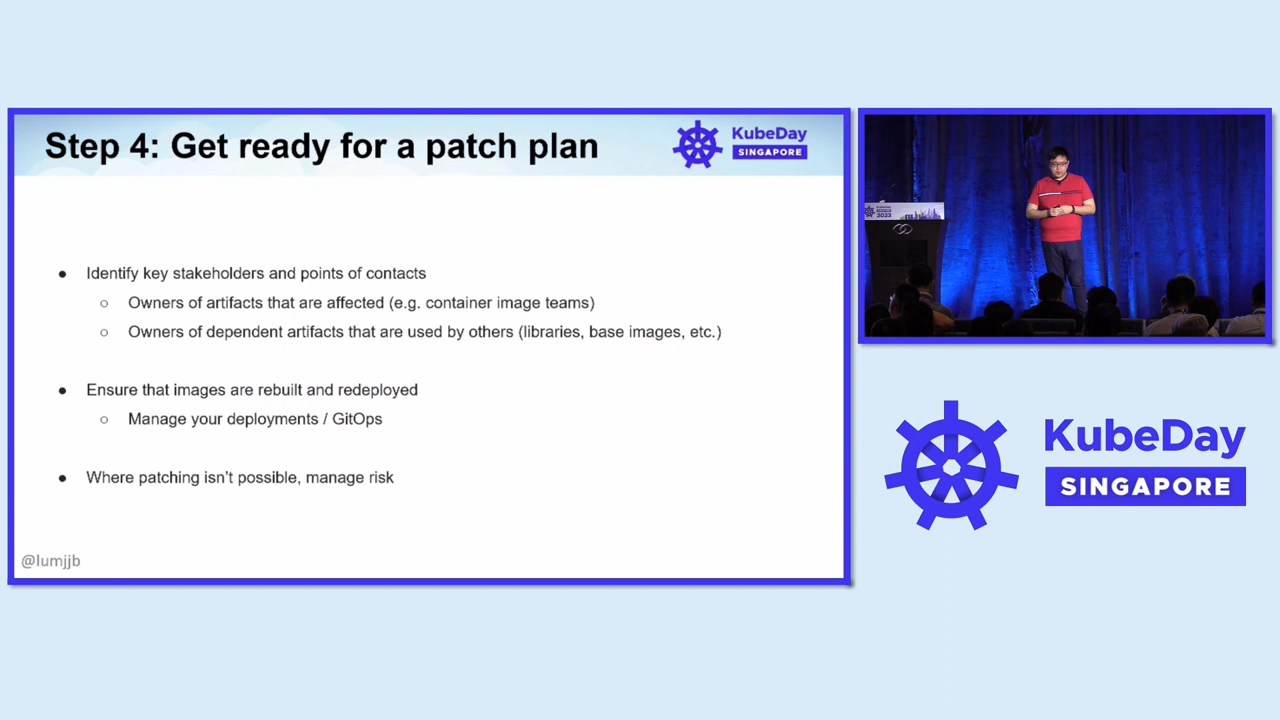 Step 4: Get ready for a patch plan
KubeDay
SINGAPORE
● Identify key stakeholders and points of contacts
○ Owners of artifacts that are affected (e.g. container image teams)
○ Owners of dependent artifacts that are used by others (libraries, base images, etc.)
● Ensure that images are rebuilt and redeployed
○ Manage your deployments / GitOps
● Where patching isn't possible, manage risk
@lumjjb
2023
KubeDay
SINGAPORE